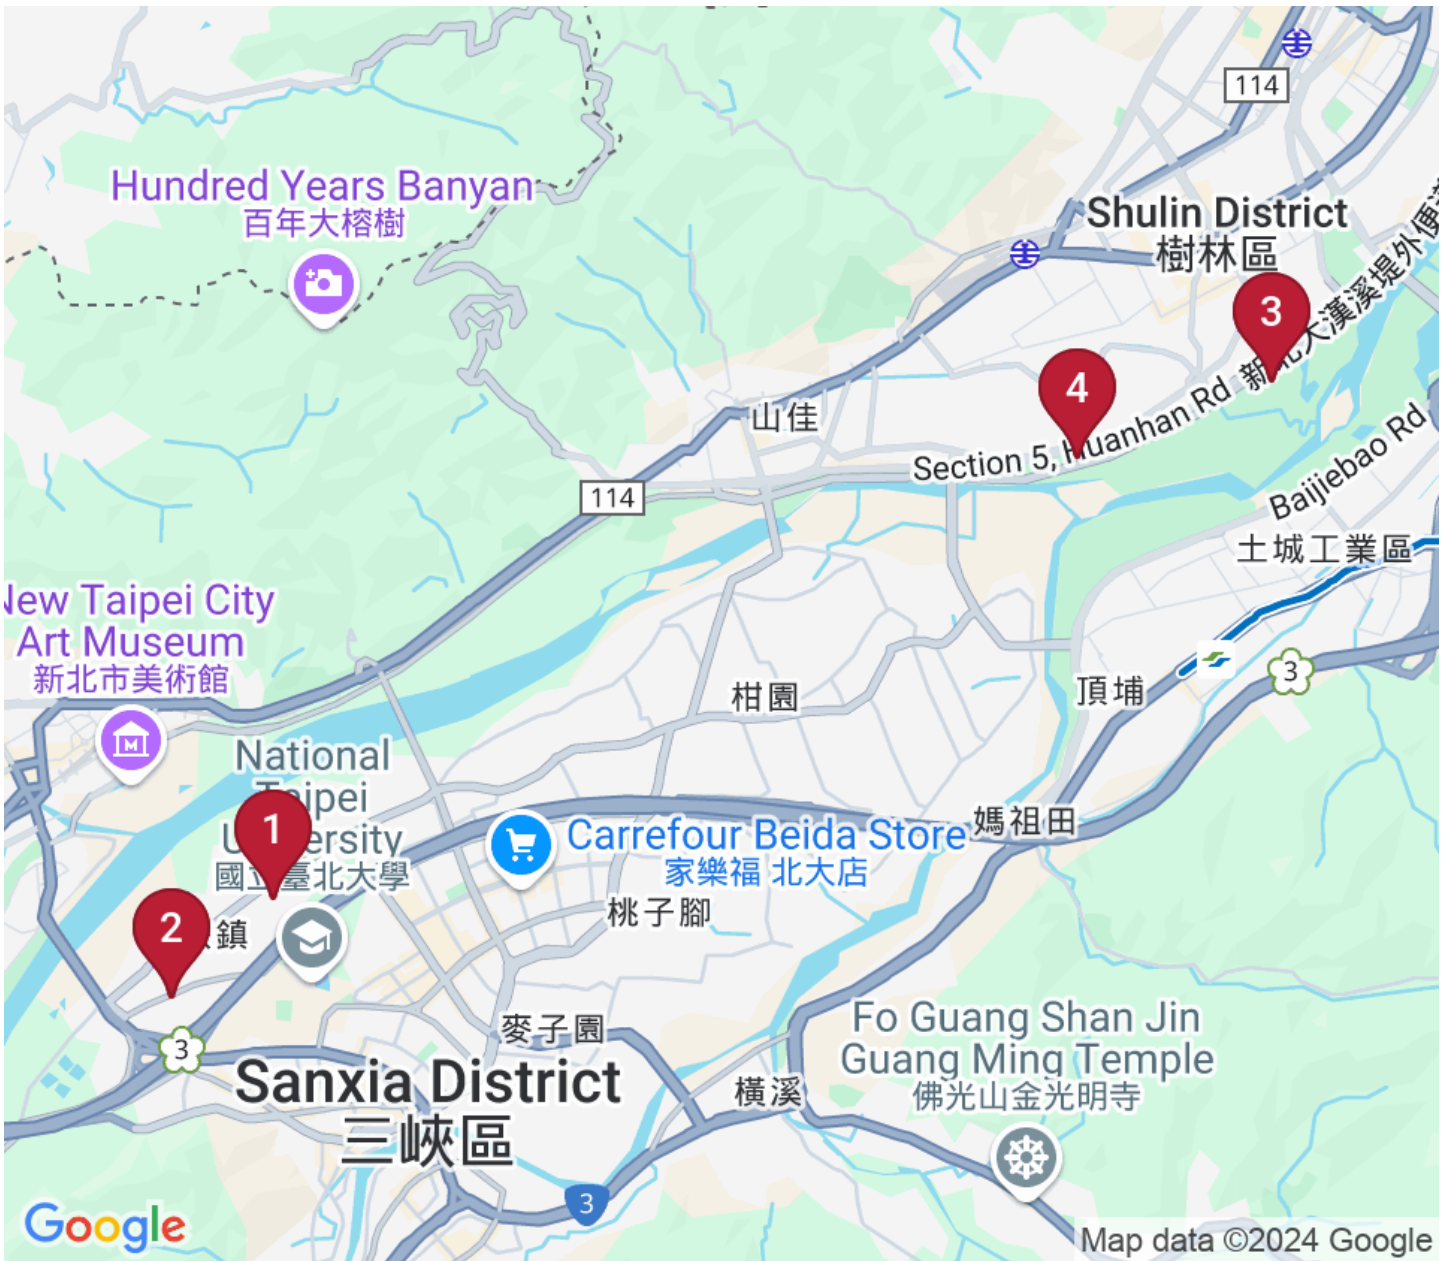 114
Hundred Years Banyan
百年大榕樹
Shulin District
樹林區
3
新北大漢溪堤外便
4
山佳
Section 5, Huanhan Rd
Baijiebao Rd
114
土城工業區
New Taipei City
Art Museum
新北市美術館
3
頂埔
柑園
National
Taipei
University
國立臺北大學
1
Carrefour Beida Store
家樂福 北大店
媽祖田
桃子腳
2
鎮
Fo Guang Shan Jin
Guang Ming Temple
佛光山金光明寺
麥子園
3
Sanxia District
三峽區
橫溪
3
Google
Map data ©2024 Google